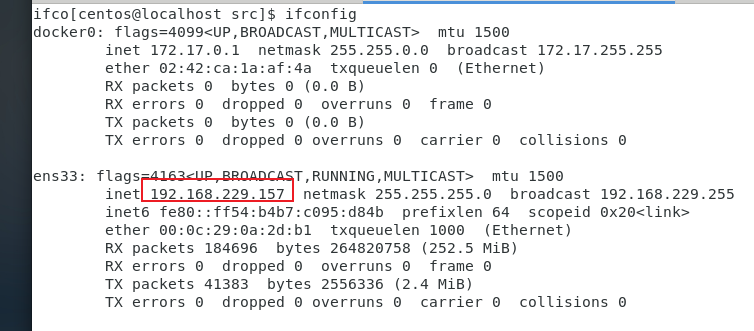 ifco[centos@localhost src]$ ifconfig
docker0: flags=4099<UP,BROADCAST,MULTICAST>  mtu 1500
        inet 172.17.0.1  netmask 255.255.0.0  broadcast 172.17.255.255
        ether 02:42:ca:1a:af:4a  txqueuelen 0  (Ethernet)
        RX packets 0  bytes 0 (0.0 B)
        RX errors 0  dropped 0  overruns 0  frame 0
        TX packets 0  bytes 0 (0.0 B)
        TX errors 0  dropped 0 overruns 0  carrier 0  collisions 0

ens33: flags=4163<UP,BROADCAST,RUNNING,MULTICAST>  mtu 1500
        inet 192.168.229.157  netmask 255.255.255.0  broadcast 192.168.229.255
        inet6 fe80::ff54:b4b7:c095:d84b  prefixlen 64  scopeid 0x20<link>
        ether 00:0c:29:0a:2d:b1  txqueuelen 1000  (Ethernet)
        RX packets 184696  bytes 264820758 (252.5 MiB)
        RX errors 0  dropped 0  overruns 0  frame 0
        TX packets 41383  bytes 2556336 (2.4 MiB)
        TX errors 0  dropped 0 overruns 0  carrier 0  collisions 0